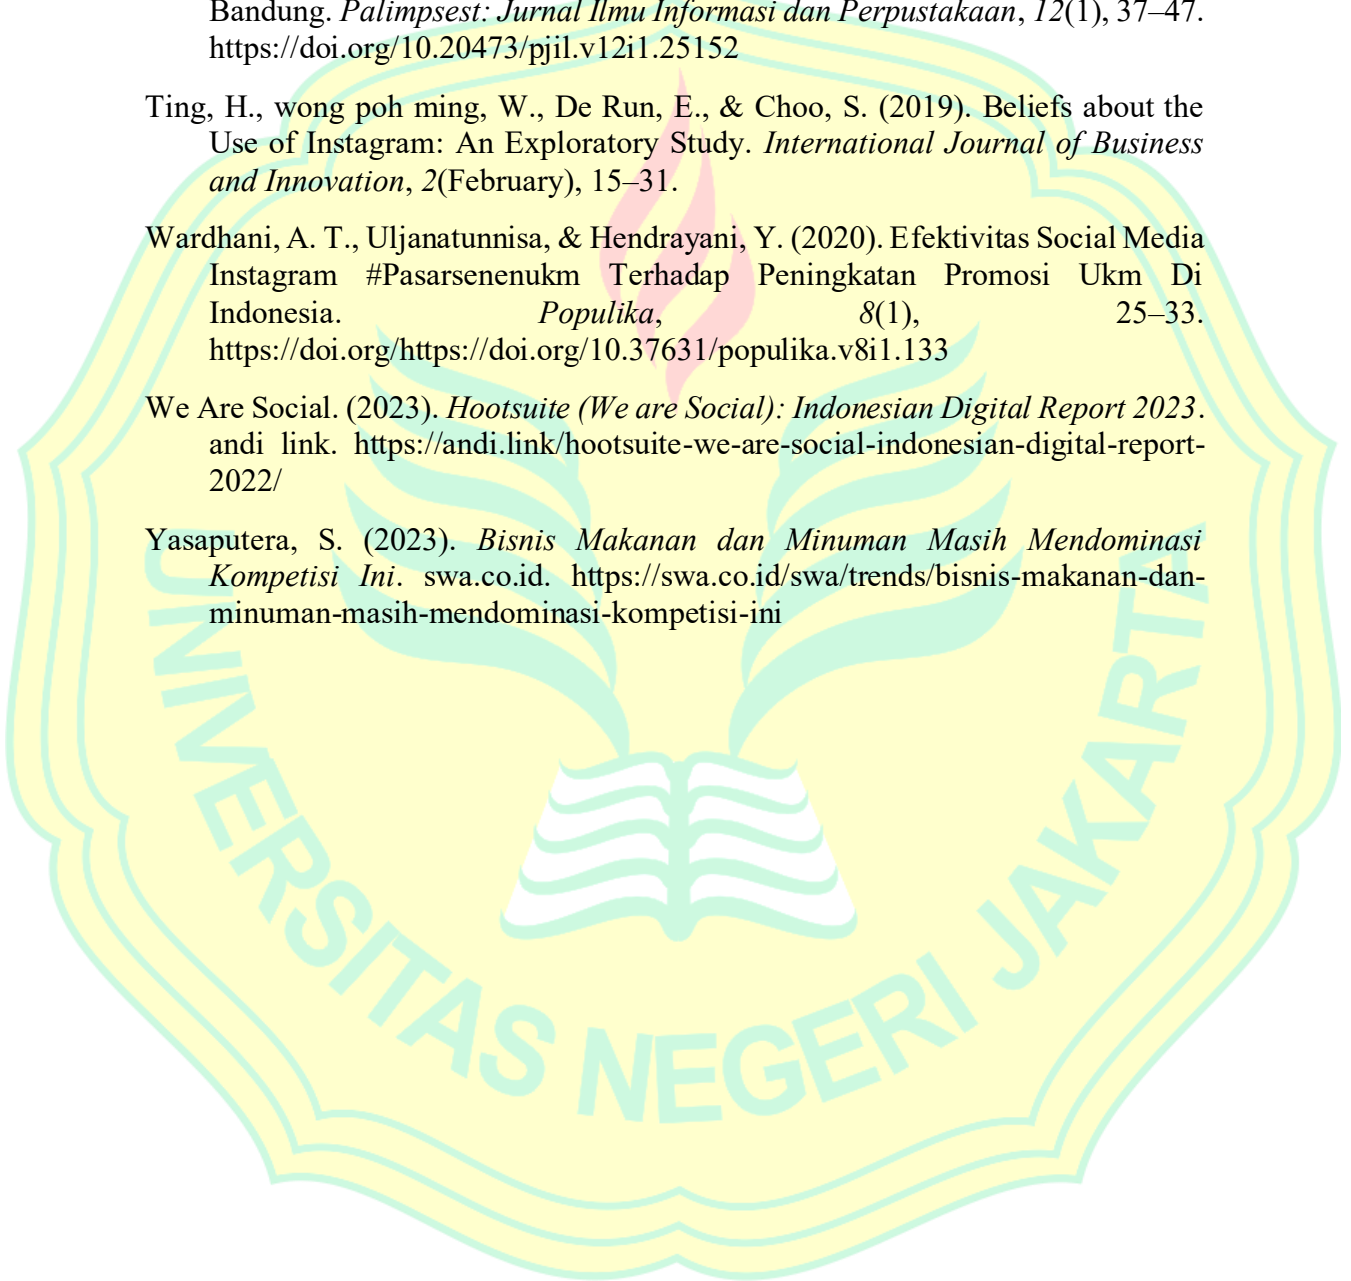 Bandung. Palimpsest: Jurnal Ilmu Informasi dan Perpustakaan, 12(1), 37–47.
https://doi.org/10.20473/pjil.v12i1.25152
Ting, H., wong poh ming, W., De Run, E., & Choo, S. (2019). Beliefs about the
Use of Instagram: An Exploratory Study. International Journal of Business
and Innovation, 2(February), 15–31.
Wardhani, A. T., Uljanatunnisa, & Hendrayani, Y. (2020). Efektivitas Social Media
Instagram #Pasarsenenukm Terhadap Peningkatan Promosi Ukm Di
Indonesia. Populika, 8(1), 25–33.
https://doi.org/https://doi.org/10.37631/populika.v8i1.133
We Are Social. (2023). Hootsuite (We are Social): Indonesian Digital Report 2023.
andi link. https://andi.link/hootsuite-we-are-social-indonesian-digital-report-
2022/
Yasaputera, S. (2023). Bisnis Makanan dan Minuman Masih Mendominasi
Kompetisi Ini. swa.co.id. https://swa.co.id/swa/trends/bisnis-makanan-dan-
minuman-masih-mendominasi-kompetisi-ini
UNIVERSITAS NEGERI JAKARTA